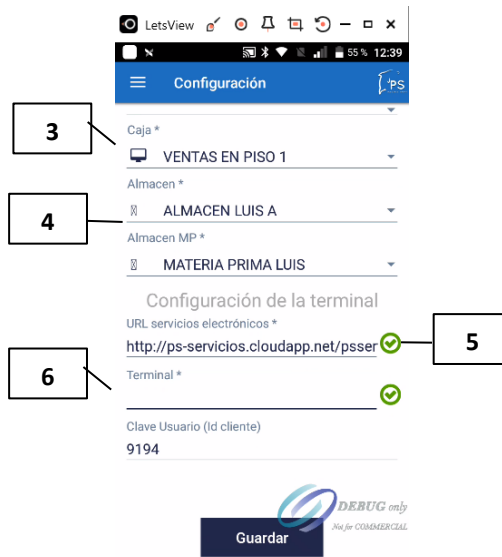 LetsView
55 % 12:39
Configuración
PS
3
Caja *
VENTAS EN PISO 1
Almacen *
4
ALMACEN LUIS A
Almacen MP *
MATERIA PRIMA LUIS
Configuración de la terminal
URL servicios electrónicos *
http://ps-servicios.cloudapp.net/psser
5
6
Terminal *
Clave Usuario (Id cliente)
9194
DEBUG only
Not for COMMERCIAL
Guardar